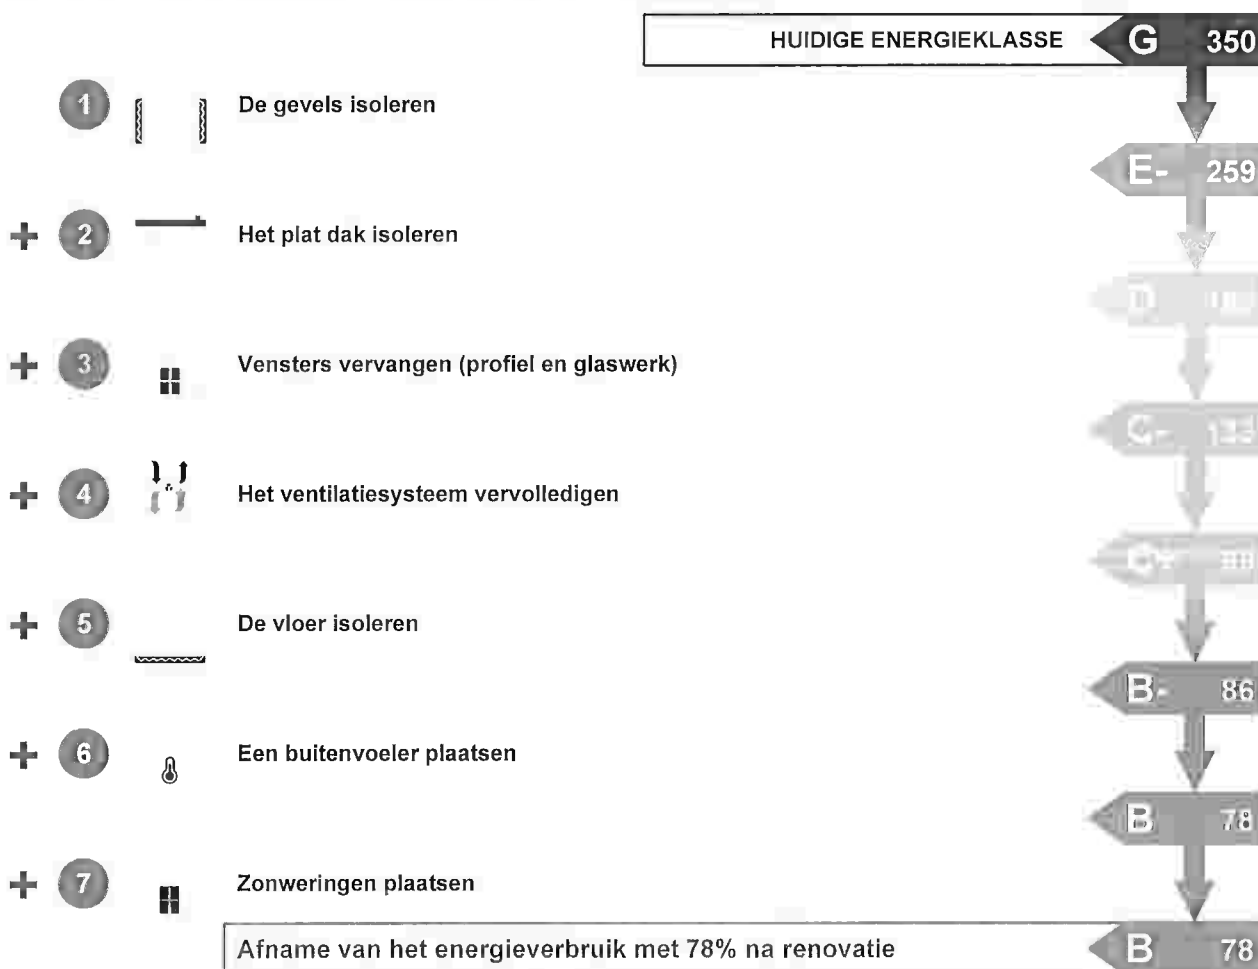 HUIDIGE ENERGIEKLASSE G 350
1 De gevels isoleren
E- 259
+ 2 Het plat dak isoleren
D
+ 3 Vensters vervangen (profiel en glaswerk)
C-
+ 4 Het ventilatiesysteem vervolledigen
+ 5 De vloer isoleren
B- 86
+ 6 Een buitenvoeler plaatsen
B 78
+ 7 Zonweringen plaatsen
Afname van het energieverbruik met 78% na renovatie B 78